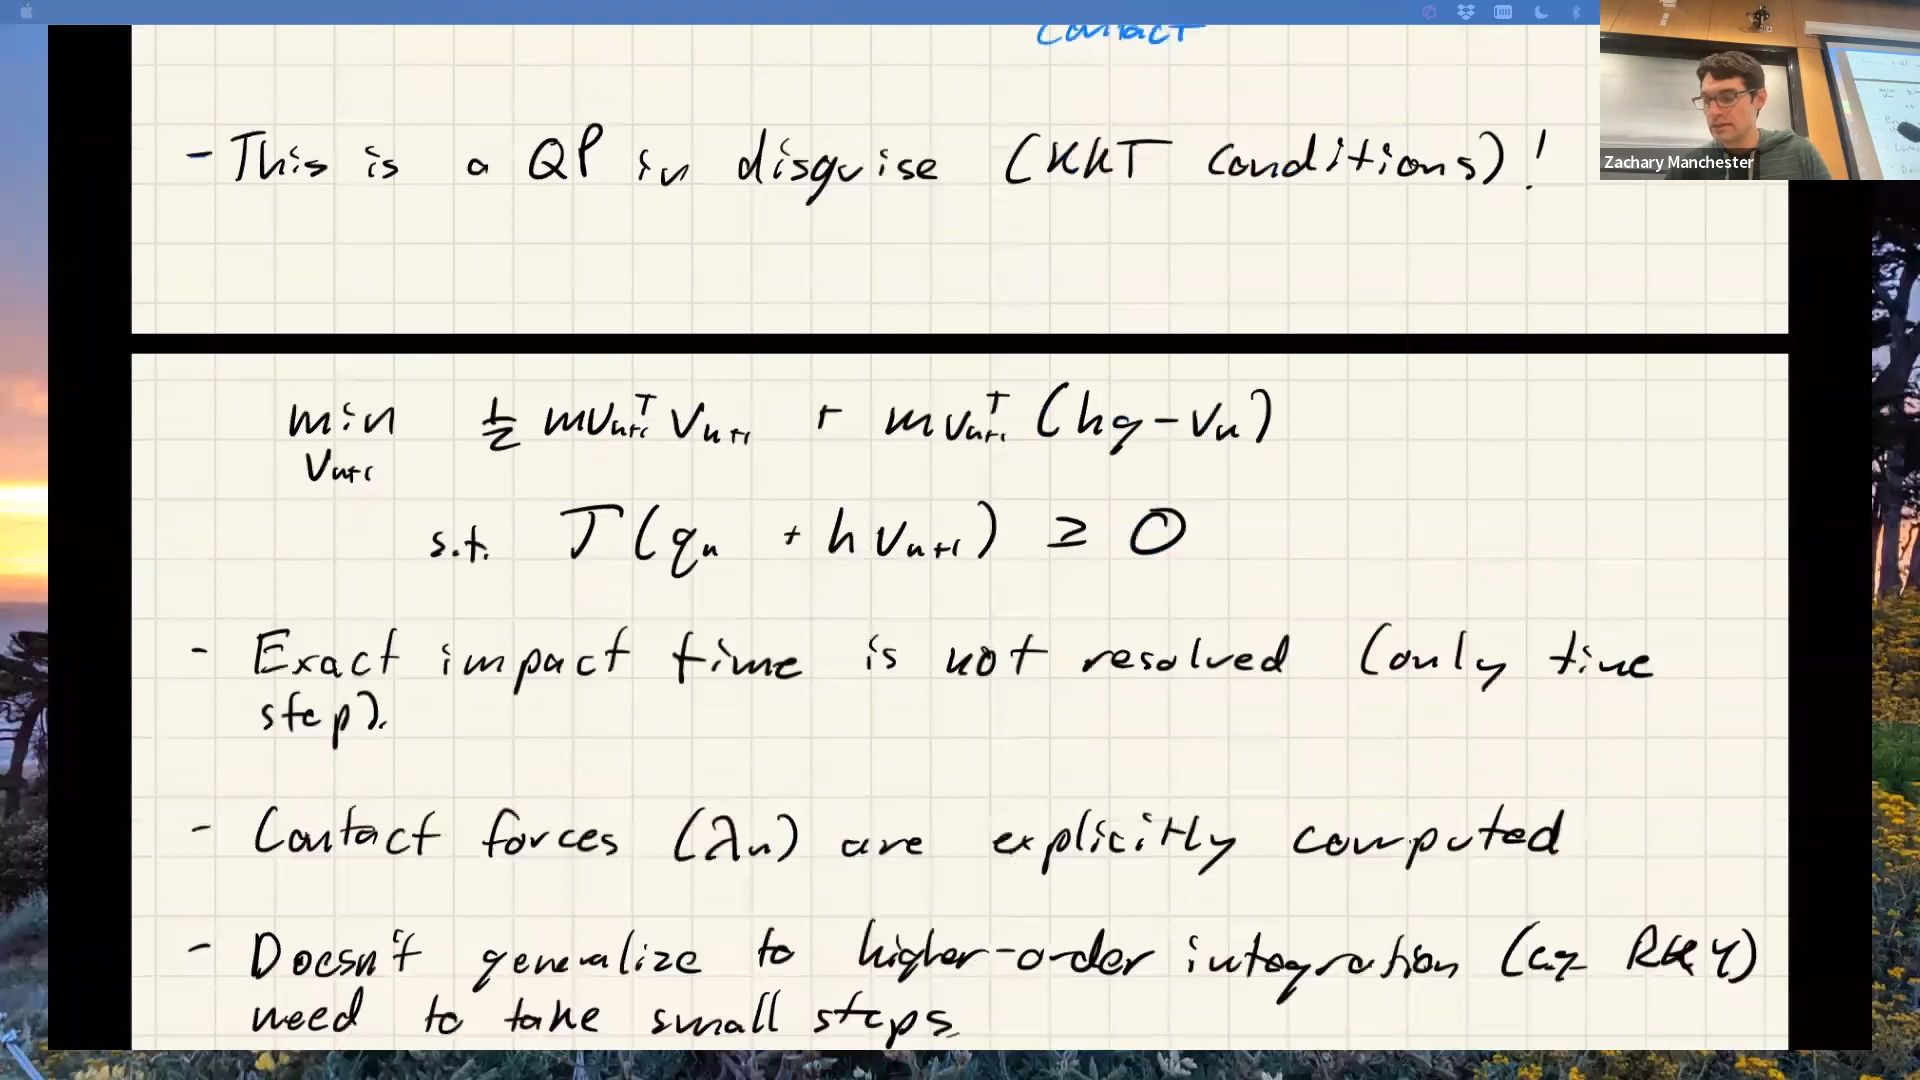 contact
Zachary Manchester
- This is a QP in disguise (KKT conditions)!
min ½ m vₙ₊₁ᵀ vₙ₊₁ + m vₙ₊₁ᵀ (hg - vₙ)
vₙ₊₁
s.t. J(qₙ + h vₙ₊₁) ≥ 0
- Exact impact time is not resolved (only time
step).
- Contact forces (λₙ) are explicitly computed
- Doesn't generalize to higher-order integration (eg RK4)
need to take small steps